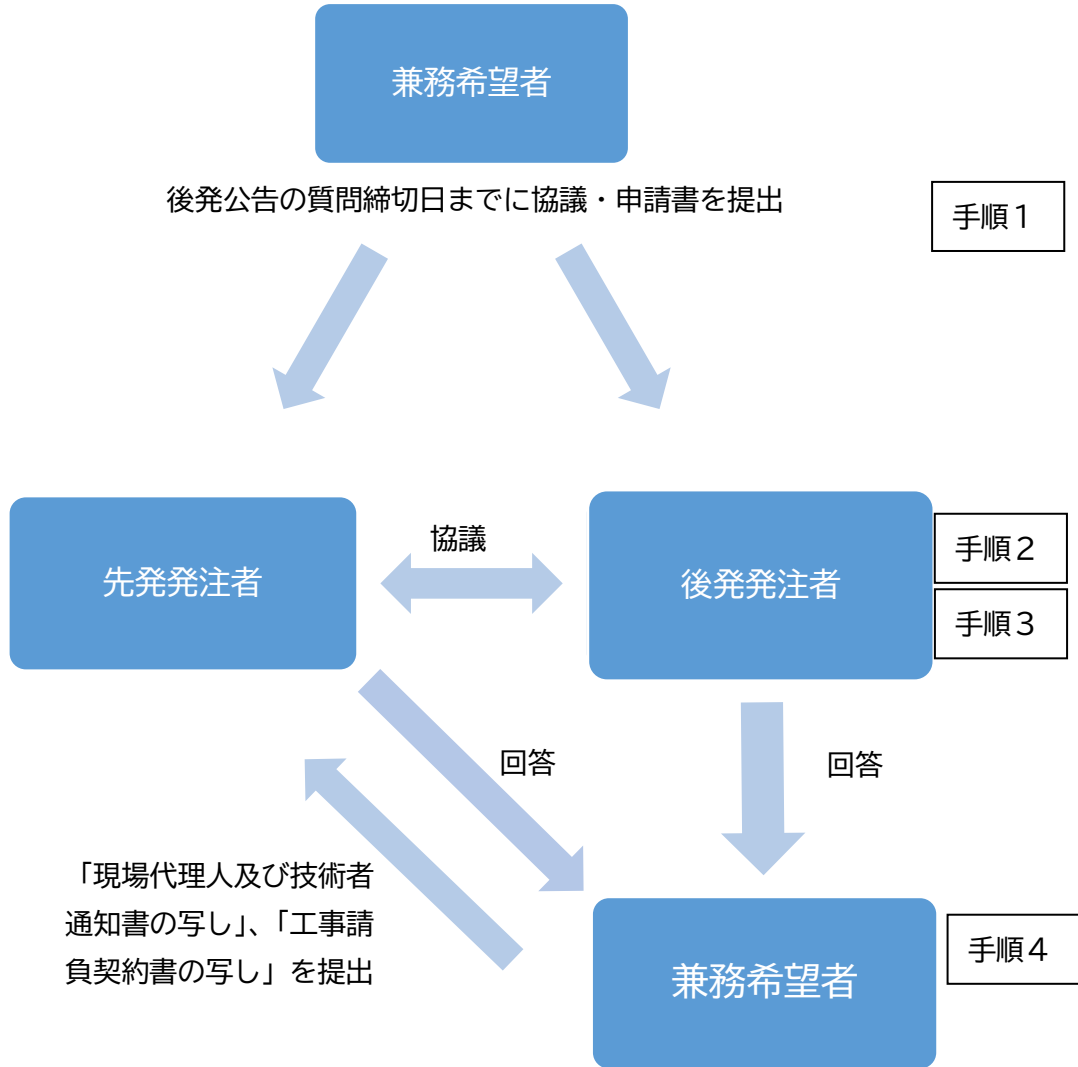 兼務希望者
後発公告の質問締切日までに協議・申請書を提出
手順１
先発発注者
協議
後発発注者
手順２
手順３
回答
回答
「現場代理人及び技術者
通知書の写し」、「工事請
負契約書の写し」を提出
兼務希望者
手順４